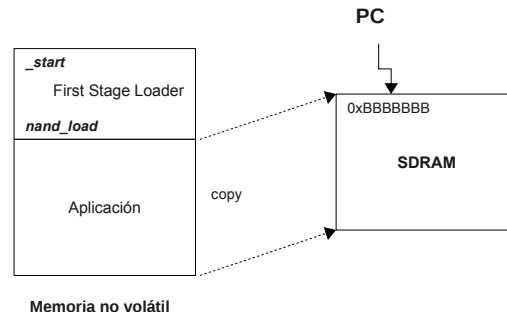 PC
_start
First Stage Loader
nand_load
0xBBBBBBB
SDRAM
Aplicación
copy
Memoria no volátil